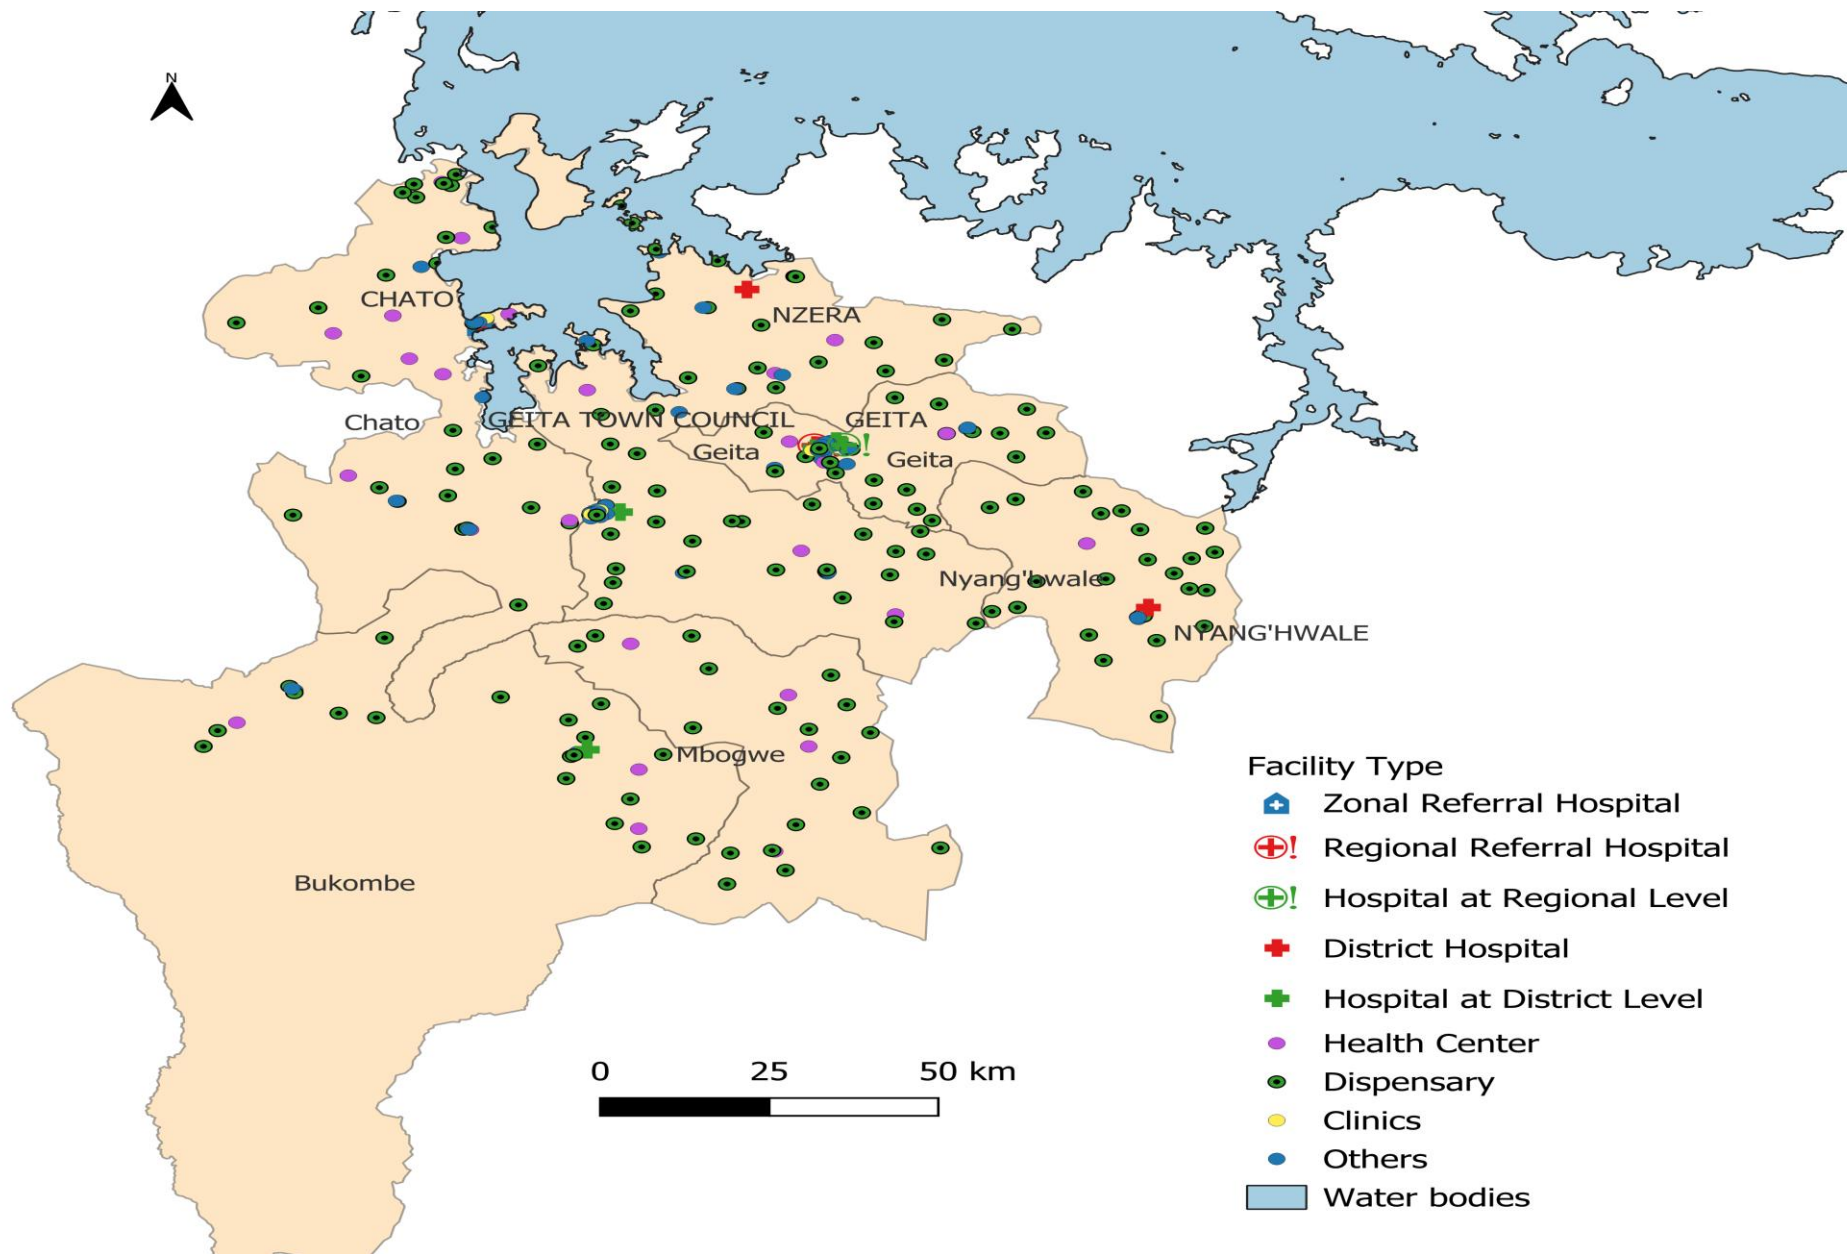 N
CHATO
NZERA
Chato
GEITA TOWN COUNCIL
GEITA
Geita
Geita
Nyang'hwale
NYANG'HWALE
Mbogwe
Bukombe
Facility Type
Zonal Referral Hospital
Regional Referral Hospital
Hospital at Regional Level
District Hospital
Hospital at District Level
Health Center
Dispensary
Clinics
Others
Water bodies
0 25 50 km